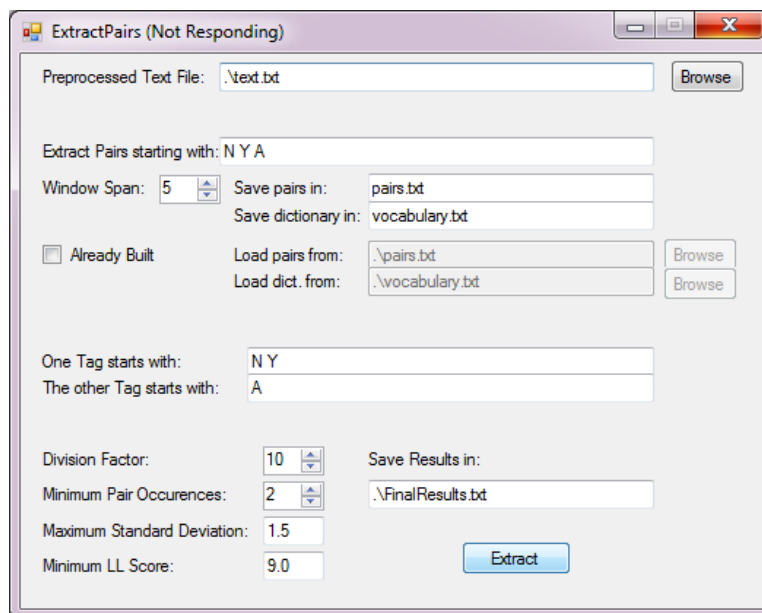 ExtractPairs (Not Responding)
Preprocessed Text File: .\text.txt Browse
Extract Pairs starting with: N Y A
Window Span: 5 Save pairs in: pairs.txt
Save dictionary in: vocabulary.txt
Already Built Load pairs from: .\pairs.txt Browse
Load dict. from: .\vocabulary.txt Browse
One Tag starts with: N Y
The other Tag starts with: A
Division Factor: 10 Save Results in:
Minimum Pair Occurences: 2 .\FinalResults.txt
Maximum Standard Deviation: 1.5
Minimum LL Score: 9.0 Extract